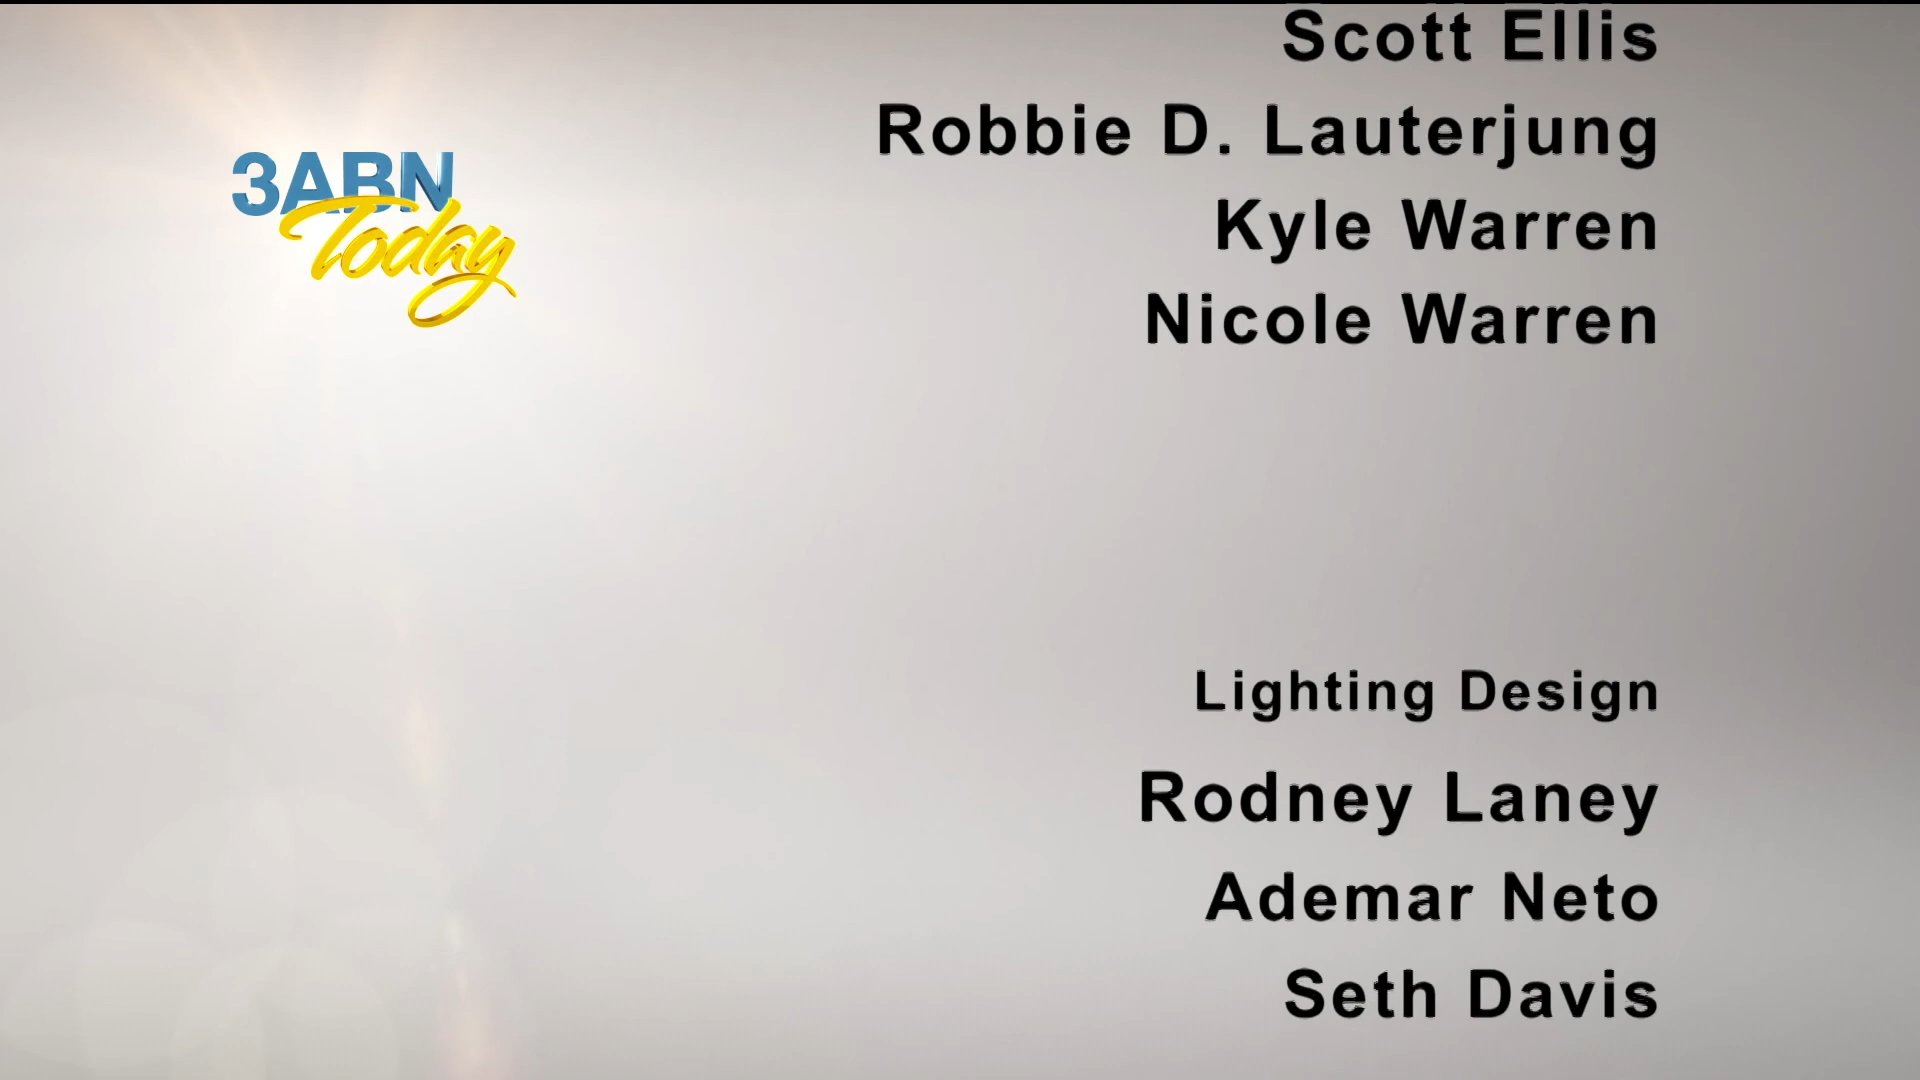 3ABN
Today
Scott Ellis
Robbie D. Lauterjung
Kyle Warren
Nicole Warren
Lighting Design
Rodney Laney
Ademar Neto
Seth Davis